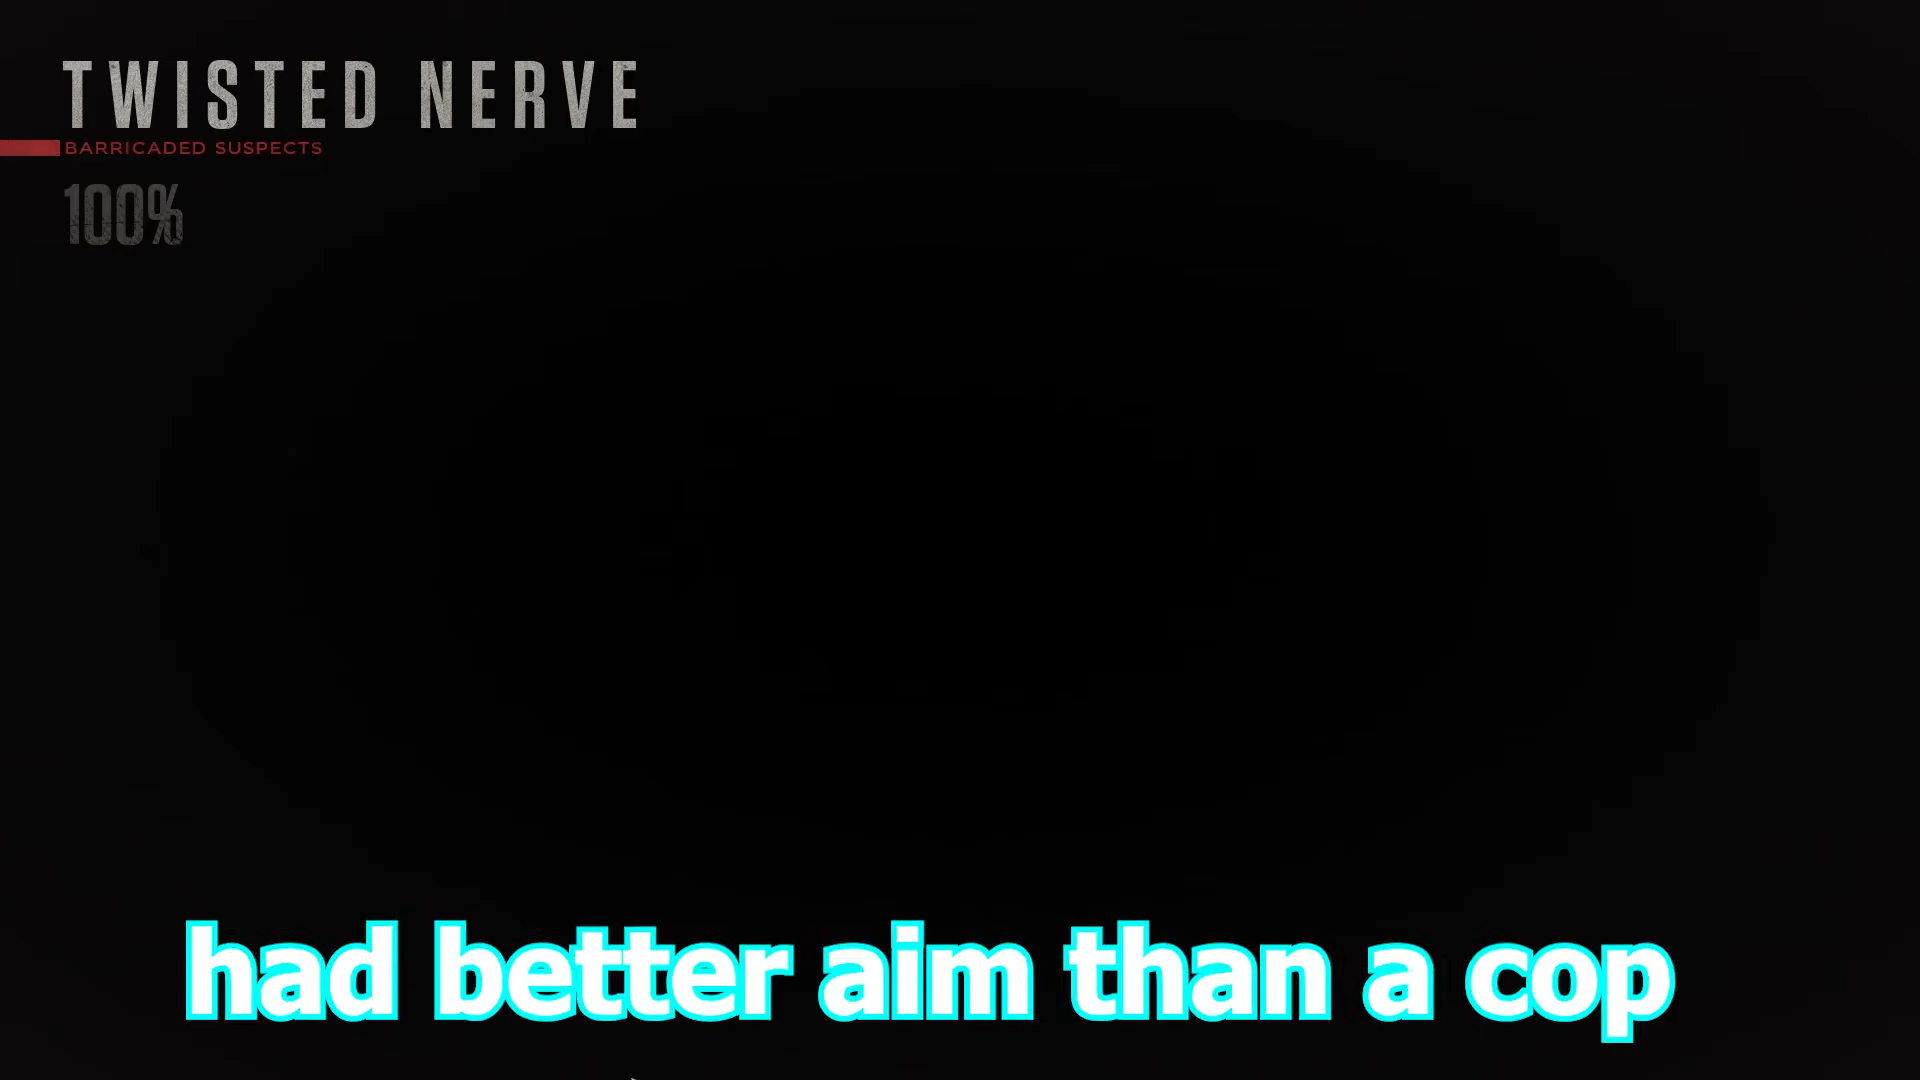 TWISTED NERVE
BARRICADED SUSPECTS
100%
had better aim than a cop